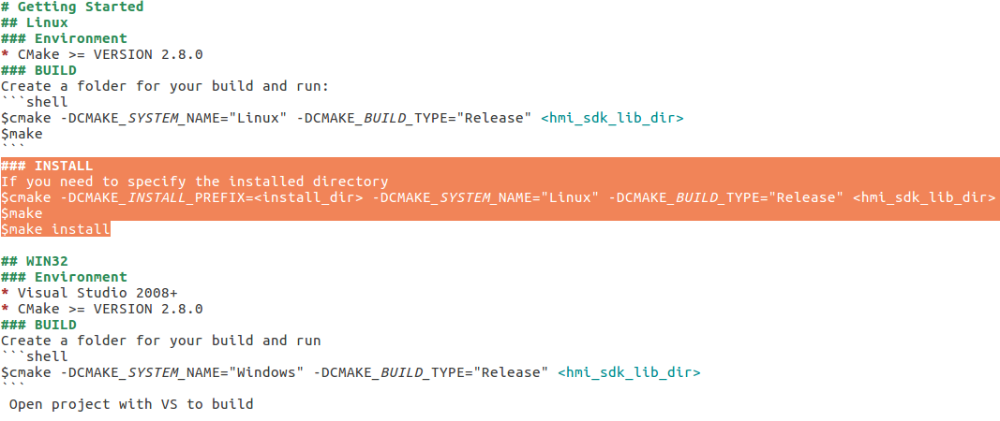 # Getting Started
## Linux
### Environment
* CMake >= VERSION 2.8.0
### BUILD
Create a folder for your build and run:
```shell
$cmake -DCMAKE_SYSTEM_NAME="Linux" -DCMAKE_BUILD_TYPE="Release" <hmi_sdk_lib_dir>
$make
```
### INSTALL
If you need to specify the installed directory
$cmake -DCMAKE_INSTALL_PREFIX=<install_dir> -DCMAKE_SYSTEM_NAME="Linux" -DCMAKE_BUILD_TYPE="Release" <hmi_sdk_lib_dir>
$make
$make install
## WIN32
### Environment
* Visual Studio 2008+
* CMake >= VERSION 2.8.0
### BUILD
Create a folder for your build and run
```shell
$cmake -DCMAKE_SYSTEM_NAME="Windows" -DCMAKE_BUILD_TYPE="Release" <hmi_sdk_lib_dir>
```
Open project with VS to build